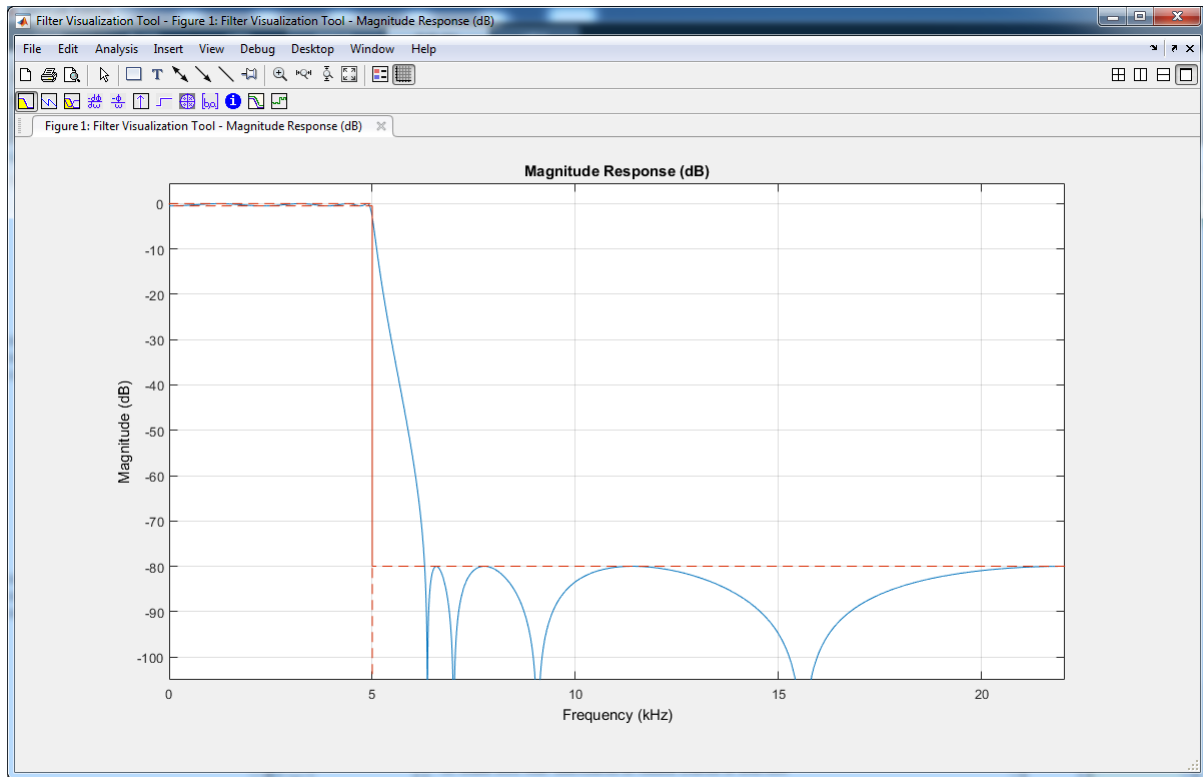 Filter Visualization Tool - Figure 1: Filter Visualization Tool - Magnitude Response (dB)
File Edit Analysis Insert View Debug Desktop Window Help
Figure 1: Filter Visualization Tool - Magnitude Response (dB)
Magnitude Response (dB)
0
-10
-20
-30
-40
-50
-60
-70
-80
-90
-100
Magnitude (dB)
0 5 10 15 20
Frequency (kHz)